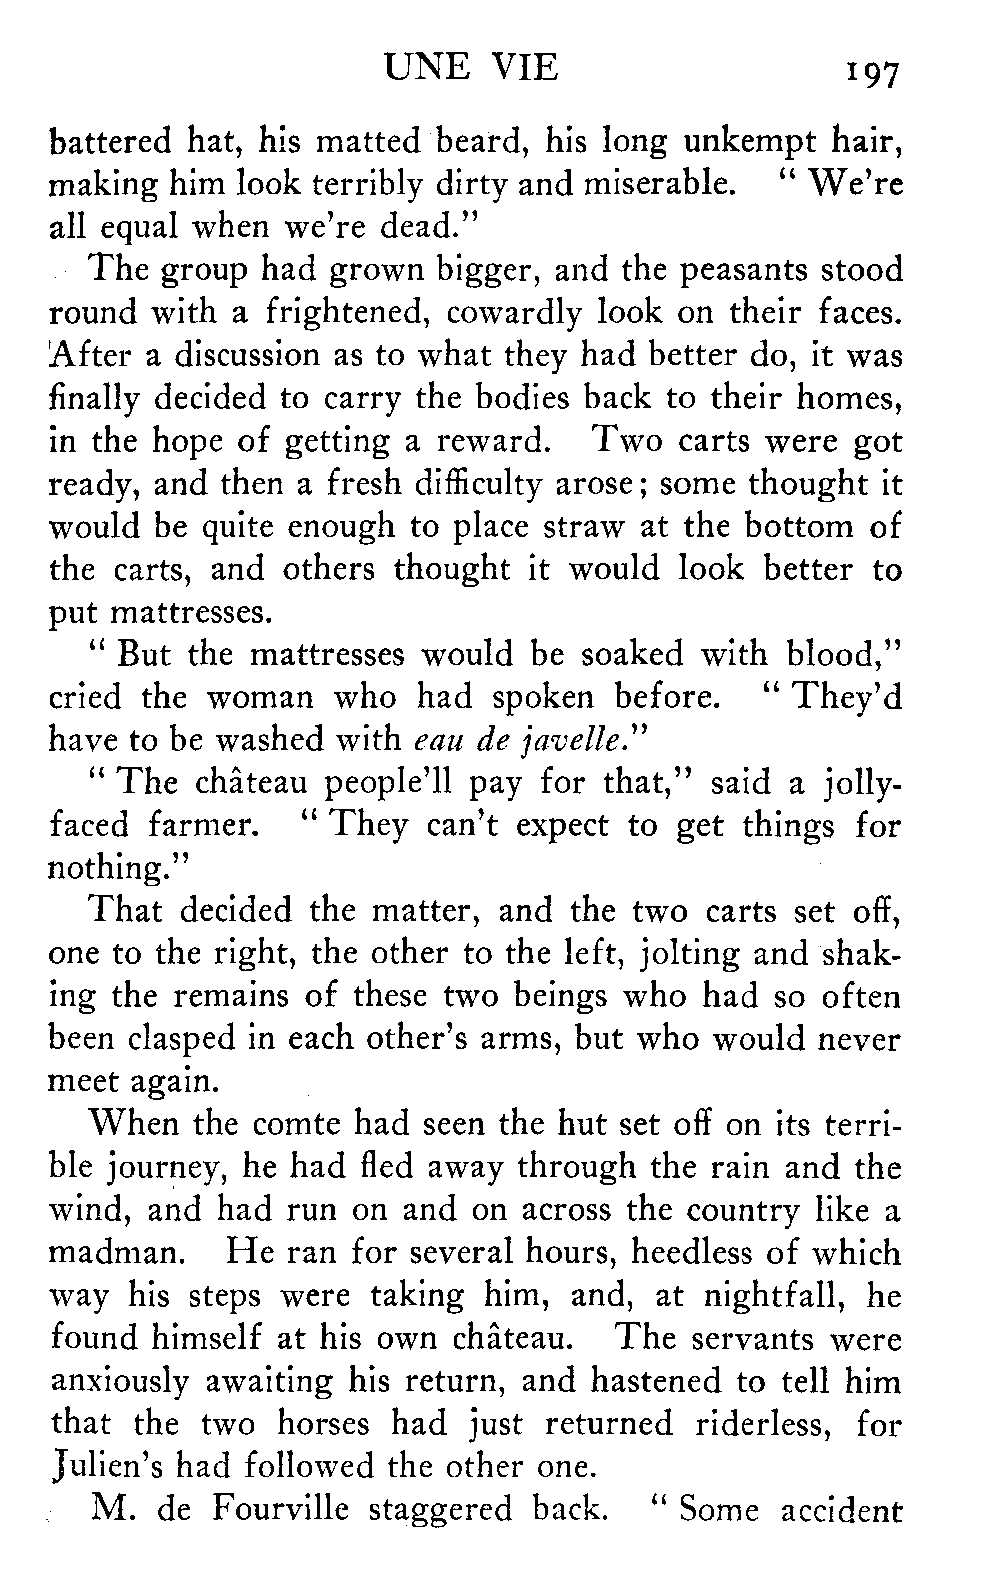 UNE VIE 197
battered hat, his matted beard, his long unkempt hair,
making him look terribly dirty and miserable. “ We’re
all equal when we’re dead.”
The group had grown bigger, and the peasants stood
round with a frightened, cowardly look on their faces.
After a discussion as to what they had better do, it was
finally decided to carry the bodies back to their homes,
in the hope of getting a reward. Two carts were got
ready, and then a fresh difficulty arose; some thought it
would be quite enough to place straw at the bottom of
the carts, and others thought it would look better to
put mattresses.
“ But the mattresses would be soaked with blood,”
cried the woman who had spoken before. “ They’d
have to be washed with eau de javelle.”
“ The château people’ll pay for that,” said a jolly-
faced farmer. “ They can’t expect to get things for
nothing.”
That decided the matter, and the two carts set off,
one to the right, the other to the left, jolting and shak-
ing the remains of these two beings who had so often
been clasped in each other’s arms, but who would never
meet again.
When the comte had seen the hut set off on its terri-
ble journey, he had fled away through the rain and the
wind, and had run on and on across the country like a
madman. He ran for several hours, heedless of which
way his steps were taking him, and, at nightfall, he
found himself at his own château. The servants were
anxiously awaiting his return, and hastened to tell him
that the two horses had just returned riderless, for
Julien’s had followed the other one.
M. de Fourville staggered back. “ Some accident